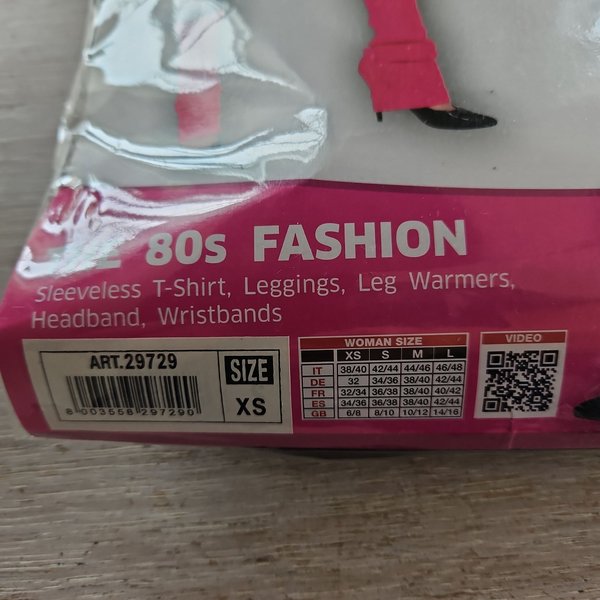 80s FASHION
Sleeveless T-Shirt, Leggings, Leg Warmers,
Headband, Wristbands
ART.29729
8 003558 297290
SIZE
XS
WOMAN SIZE
XS S M L
IT 38/40 42/44 44/46 46/48
DE 32 34/36 38/40 42/44
FR 32/34 36/38 38/40 40/42
ES 34/36 36/38 38/40 42/44
GB 6/8 8/10 10/12 14/16
VIDEO